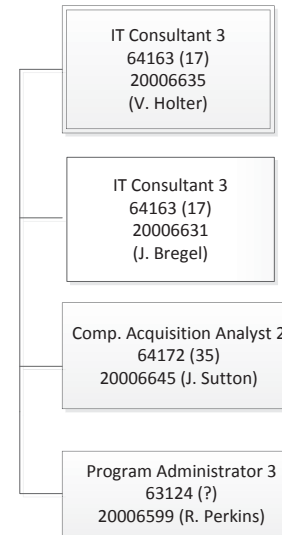 IT Consultant 3
64163 (17)
20006635
(V. Holter)
IT Consultant 3
64163 (17)
20006631
(J. Bregel)
Comp. Acquisition Analyst 2
64172 (35)
20006645 (J. Sutton)
Program Administrator 3
63124 (?)
20006599 (R. Perkins)